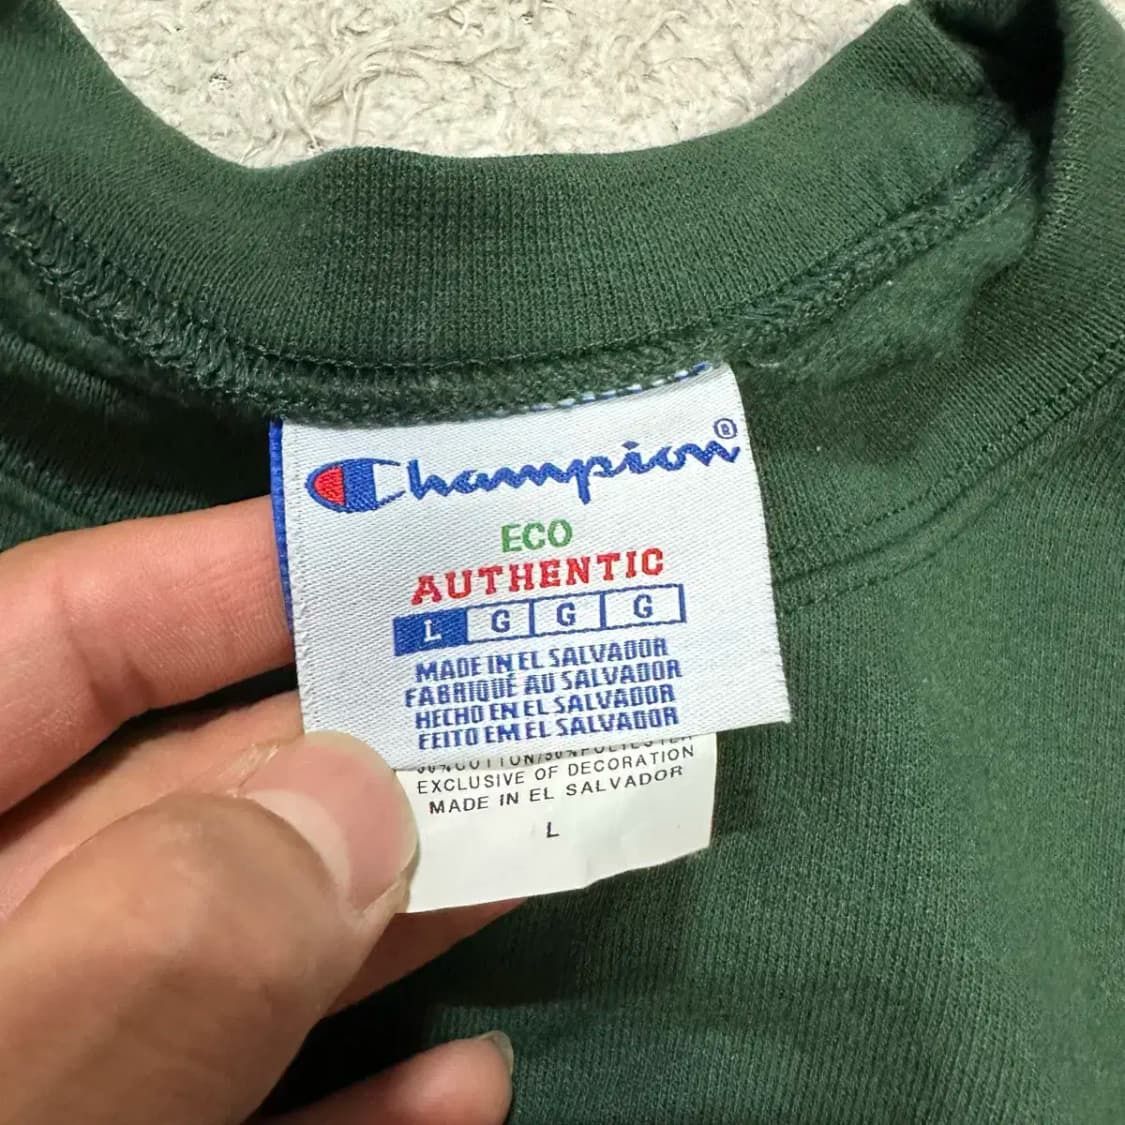 Champion®
ECO
AUTHENTIC
L G G G
MADE IN EL SALVADOR
FABRIQUÉ AU SALVADOR
HECHO EN EL SALVADOR
FEITO EM EL SALVADOR
EXCLUSIVE OF DECORATION
MADE IN EL SALVADOR
L